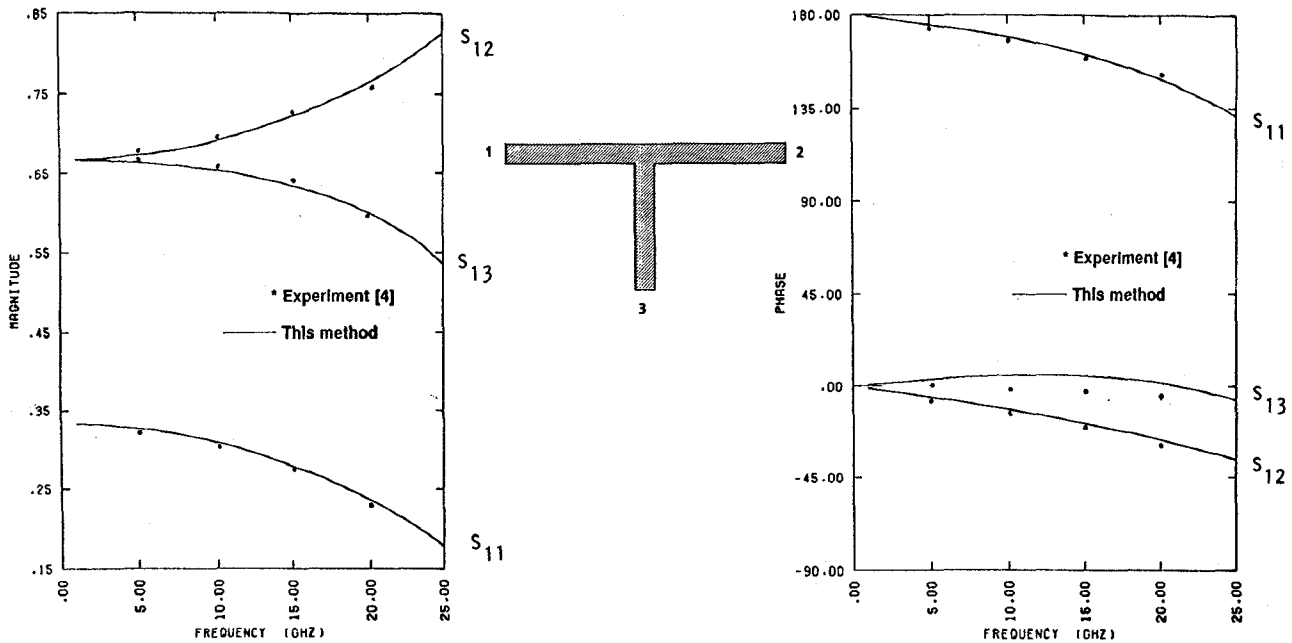 .85
.75
.65
.55
.45
.35
.25
.15
MAGNITUDE
.00
5.00
10.00
15.00
20.00
25.00
FREQUENCY (GHZ)
S12
S13
S11
* Experiment [4]
This method
1
2
3
180.00
135.00
90.00
45.00
.00
-45.00
-90.00
PHASE
.00
5.00
10.00
15.00
20.00
25.00
FREQUENCY (GHZ)
S11
S13
S12
* Experiment [4]
This method